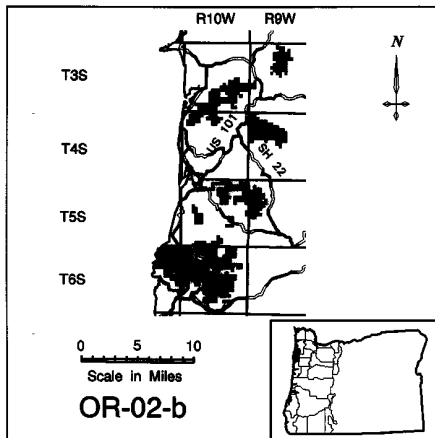 R10W R9W
N
T3S
T4S
US 101
SH 22
T5S
T6S
0 5 10
Scale in Miles
OR-02-b